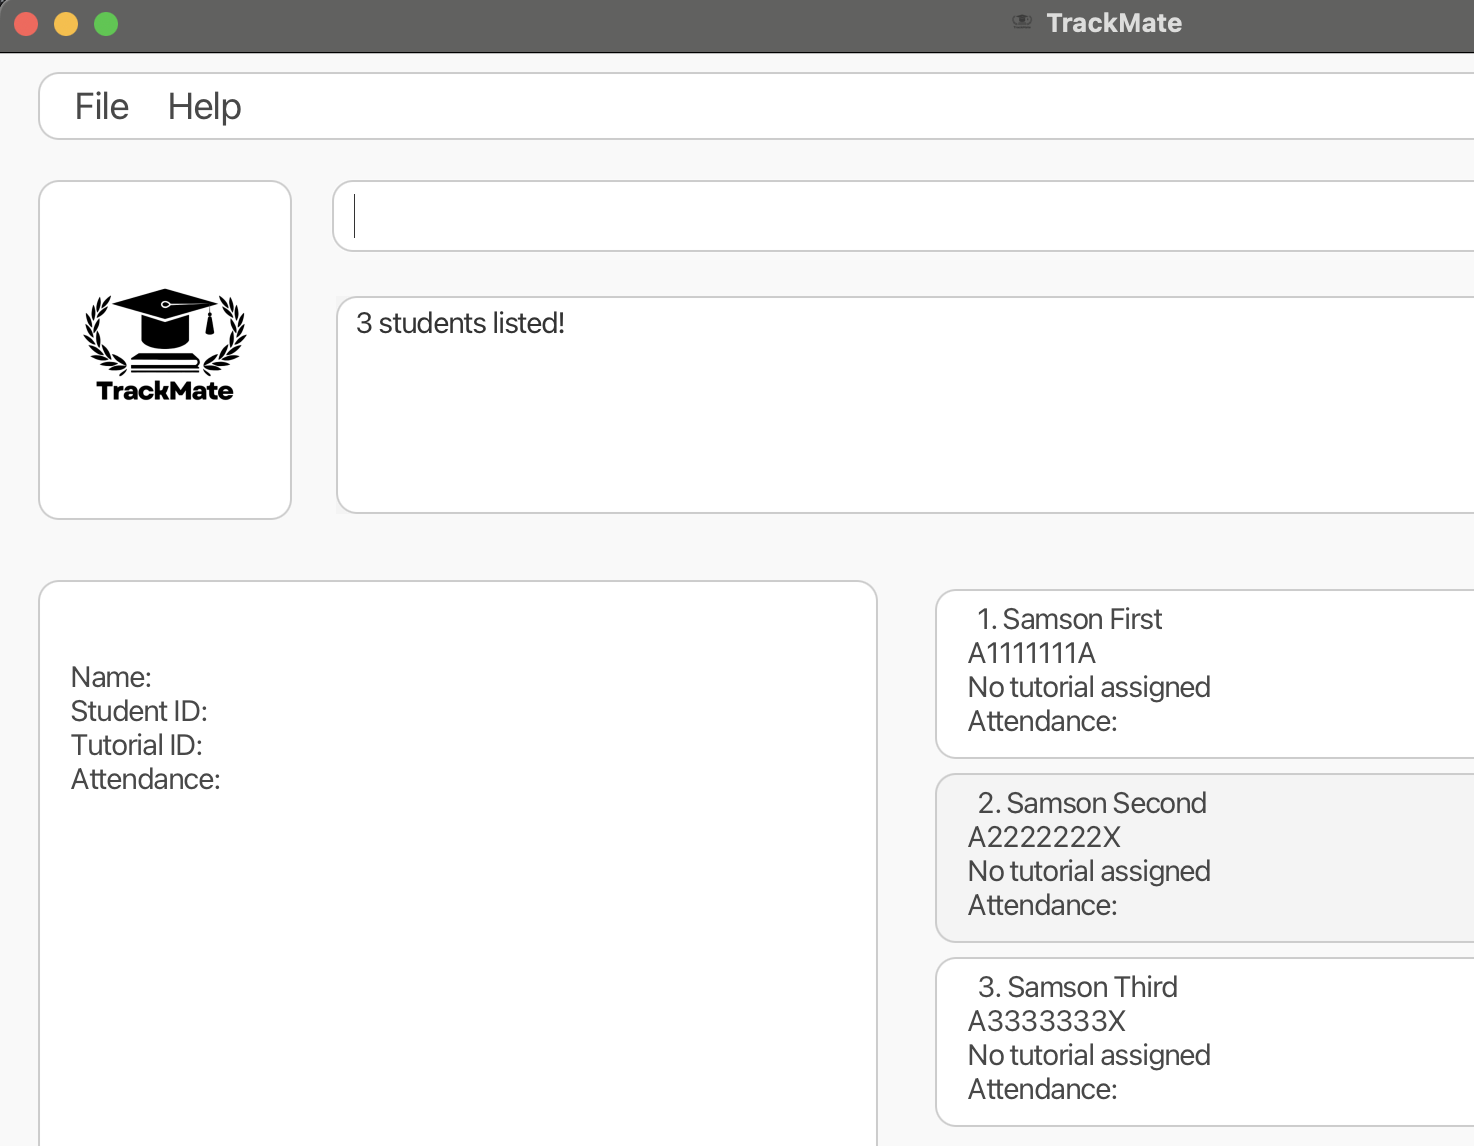 TrackMate
File Help
TrackMate
3 students listed!
Name:
Student ID:
Tutorial ID:
Attendance:
1. Samson First
A1111111A
No tutorial assigned
Attendance:
2. Samson Second
A2222222X
No tutorial assigned
Attendance:
3. Samson Third
A3333333X
No tutorial assigned
Attendance: